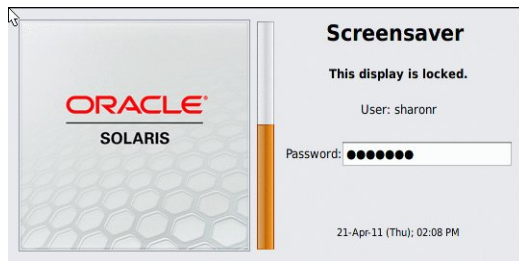 ORACLE®
SOLARIS
Screensaver
This display is locked.
User: sharonr
Password: ●●●●●●●
21-Apr-11 (Thu); 02:08 PM